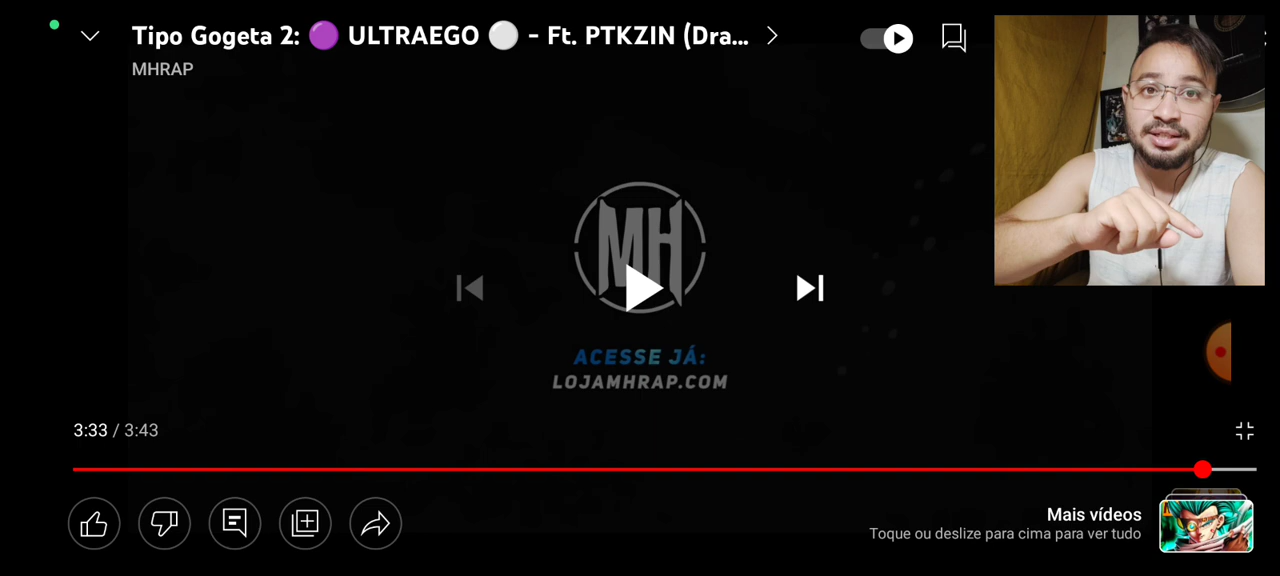 Tipo Gogeta 2: 🟣 ULTRAEGO ⚪ - Ft. PTKZIN (Dra...
MHRAP
MH
ACESSE JÁ:
LOJAMHRAP.COM
3:33 / 3:43
Mais vídeos
Toque ou deslize para cima para ver tudo